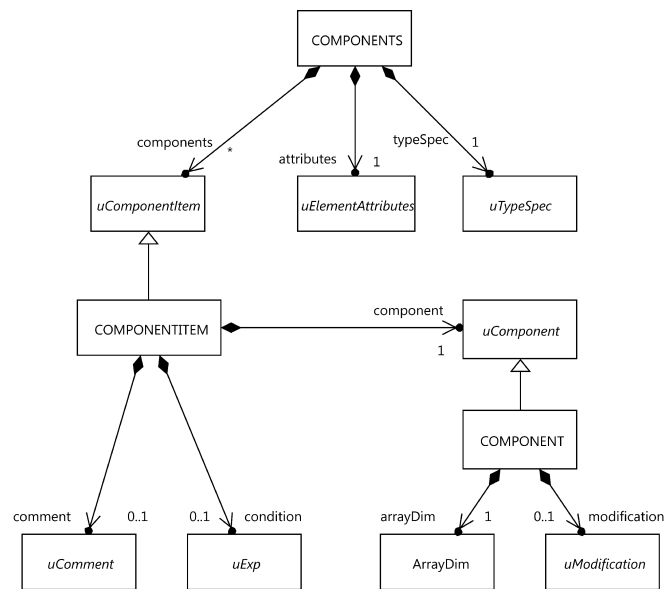 COMPONENTS
components
*
attributes
1
typeSpec
1
uComponentItem
uElementAttributes
uTypeSpec
COMPONENTITEM
component
1
uComponent
COMPONENT
comment
0..1
0..1
condition
arrayDim
1
0..1
modification
uComment
uExp
ArrayDim
uModification